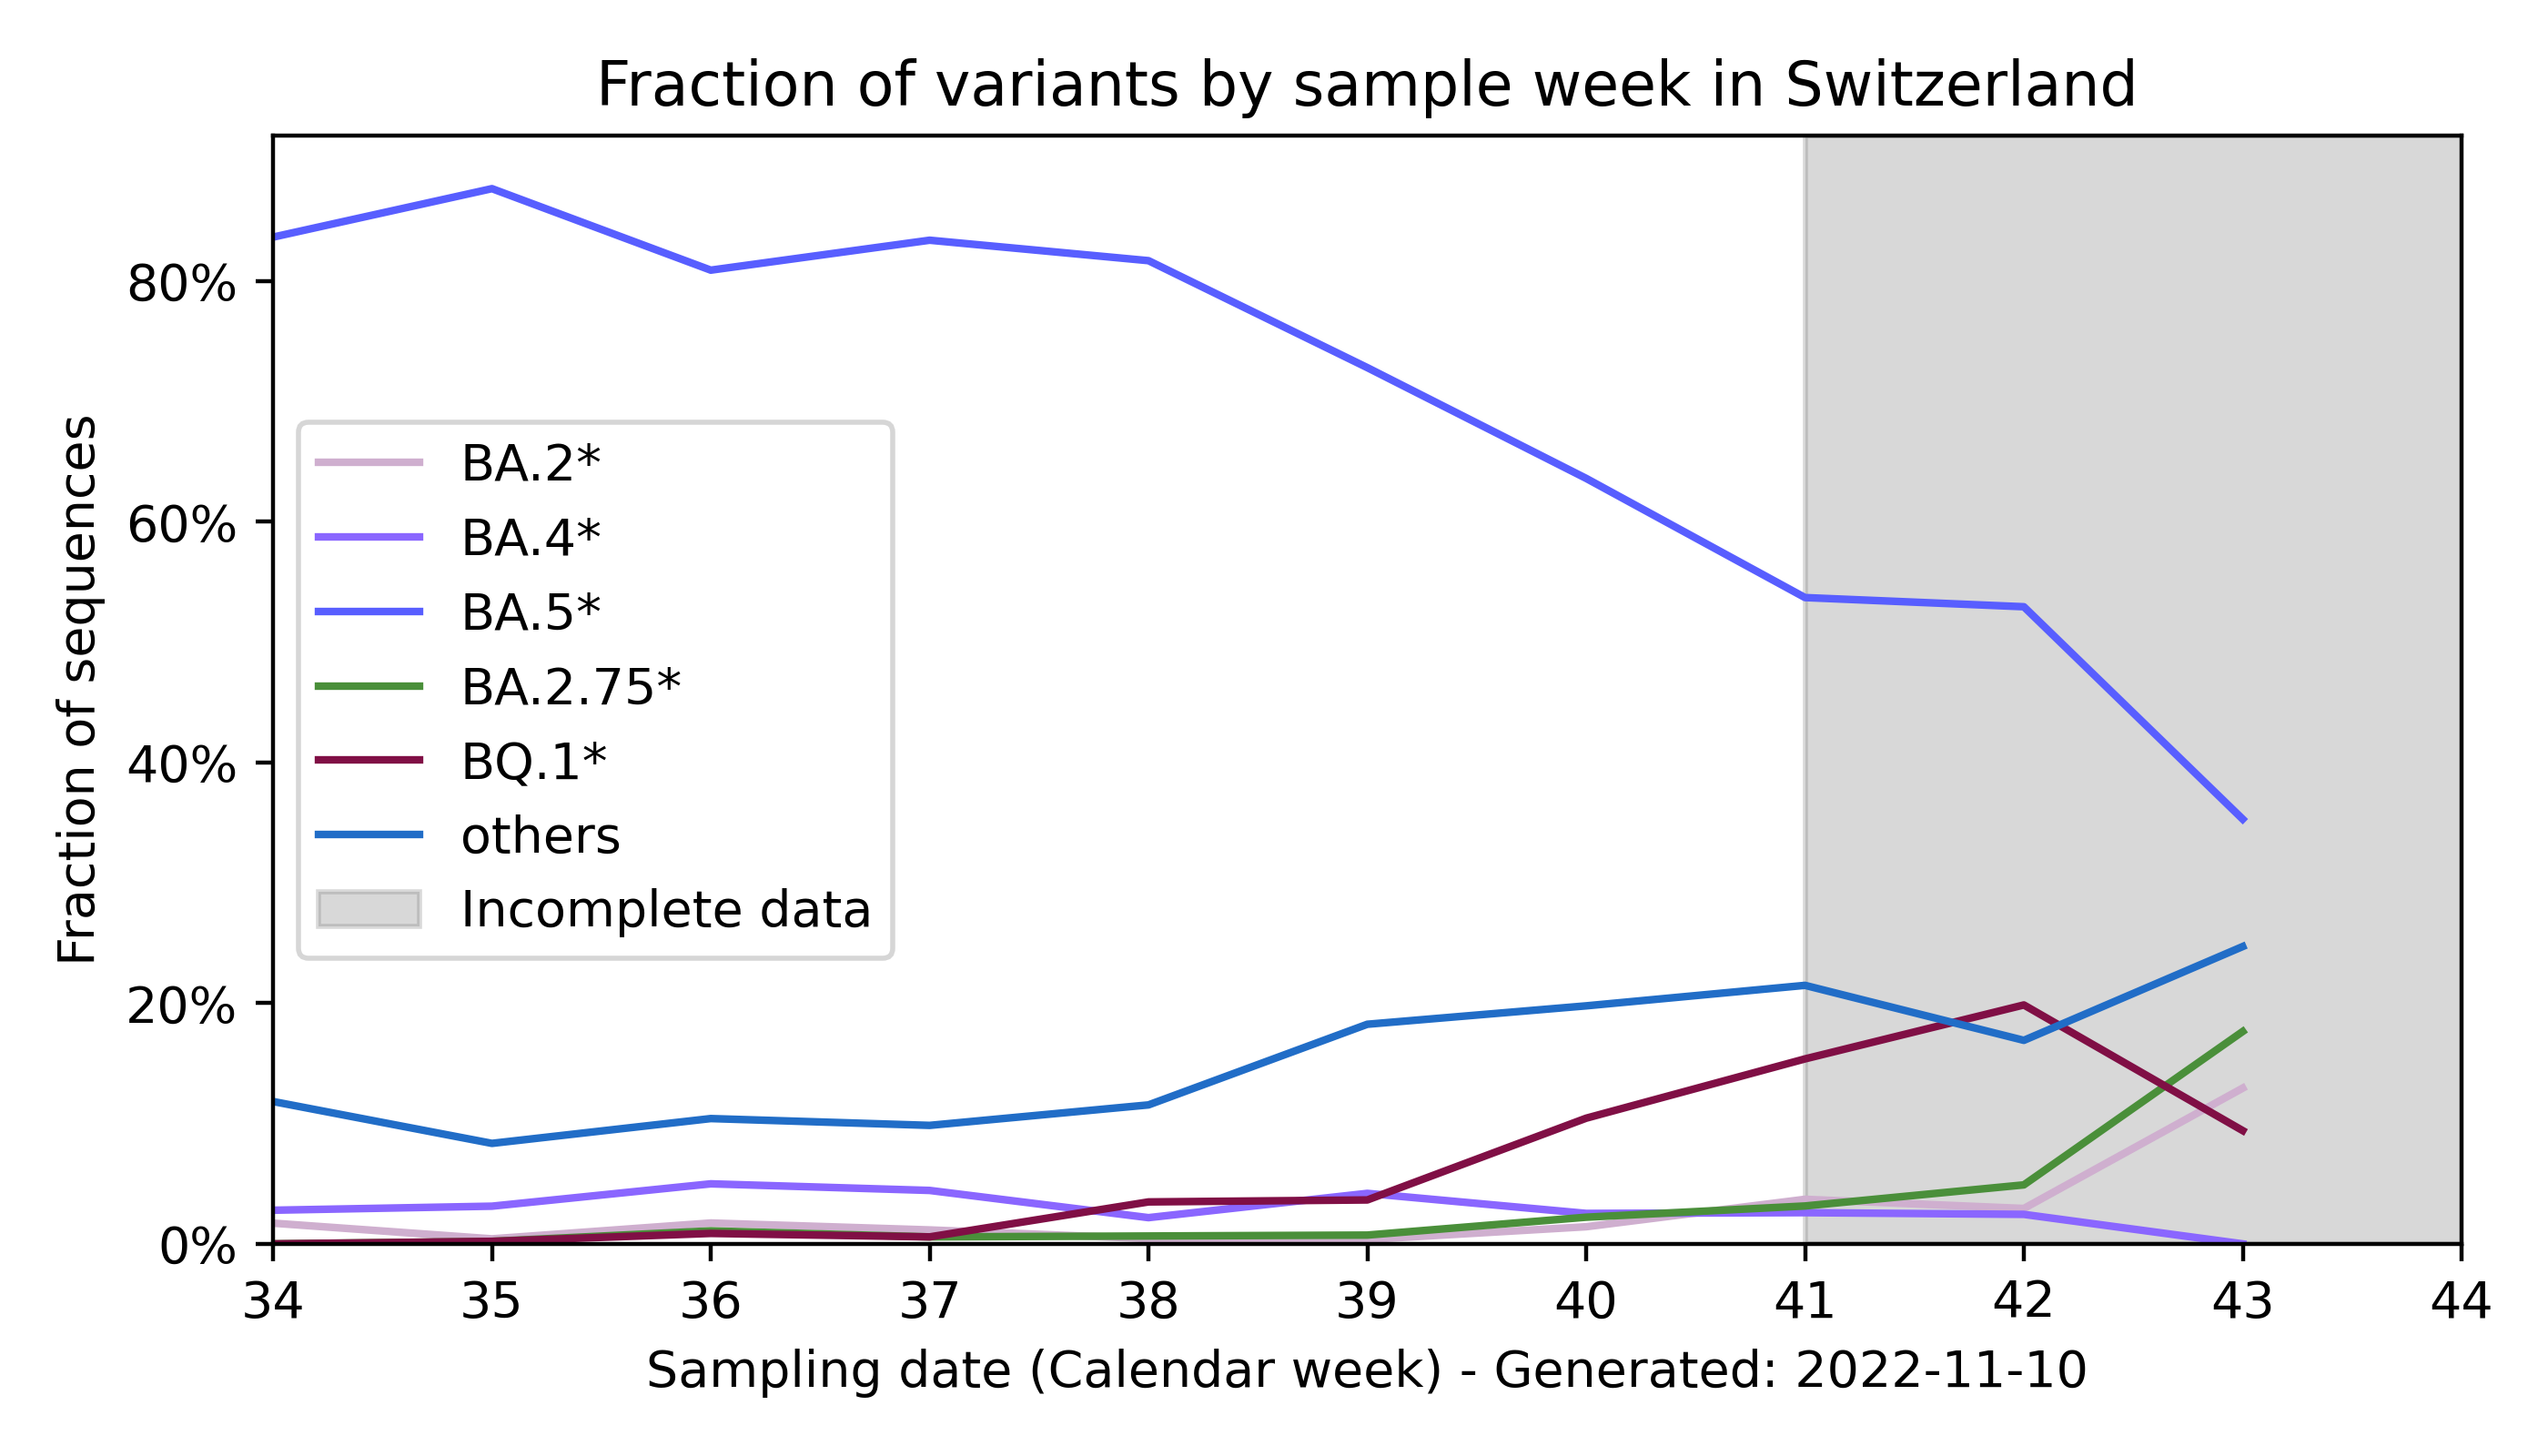 Fraction of variants by sample week in Switzerland
Fraction of sequences
80%
60%
40%
20%
0%
BA.2*
BA.4*
BA.5*
BA.2.75*
BQ.1*
others
Incomplete data
34 35 36 37 38 39 40 41 42 43 44
Sampling date (Calendar week) - Generated: 2022-11-10